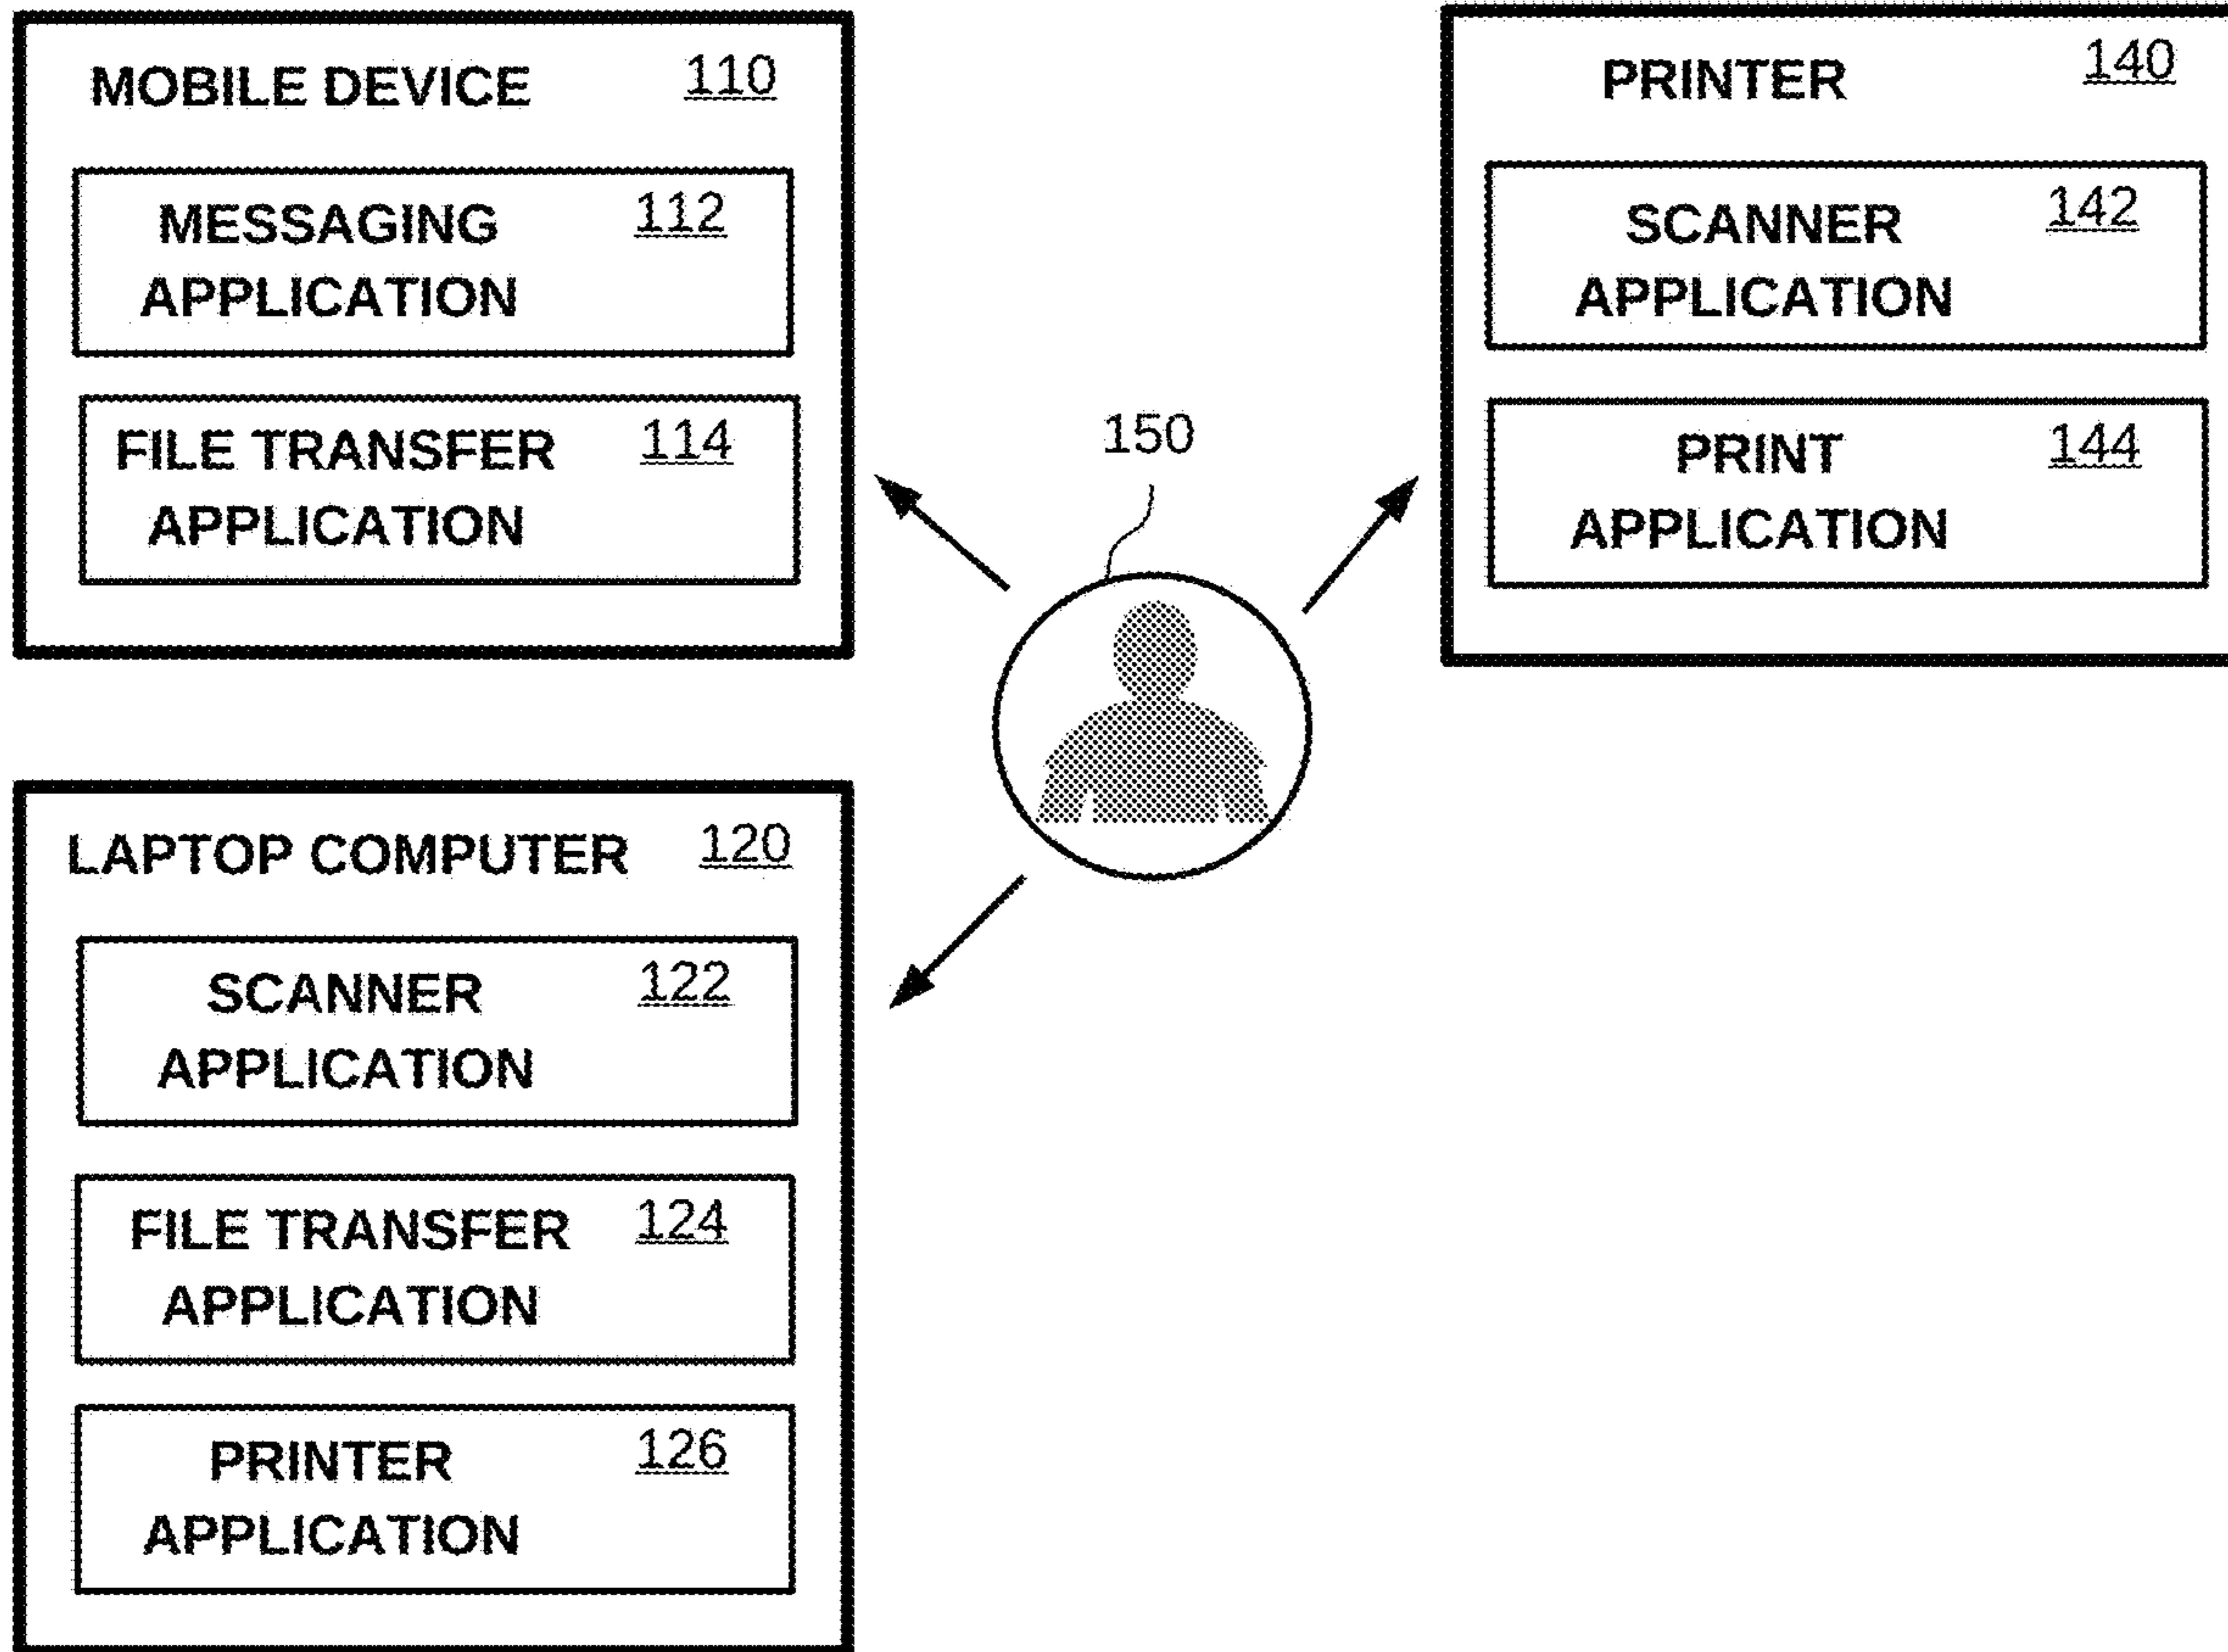 MOBILE DEVICE 110
MESSAGING 112
APPLICATION
FILE TRANSFER 114
APPLICATION
PRINTER 140
SCANNER 142
APPLICATION
PRINT 144
APPLICATION
150
LAPTOP COMPUTER 120
SCANNER 122
APPLICATION
FILE TRANSFER 124
APPLICATION
PRINTER 126
APPLICATION